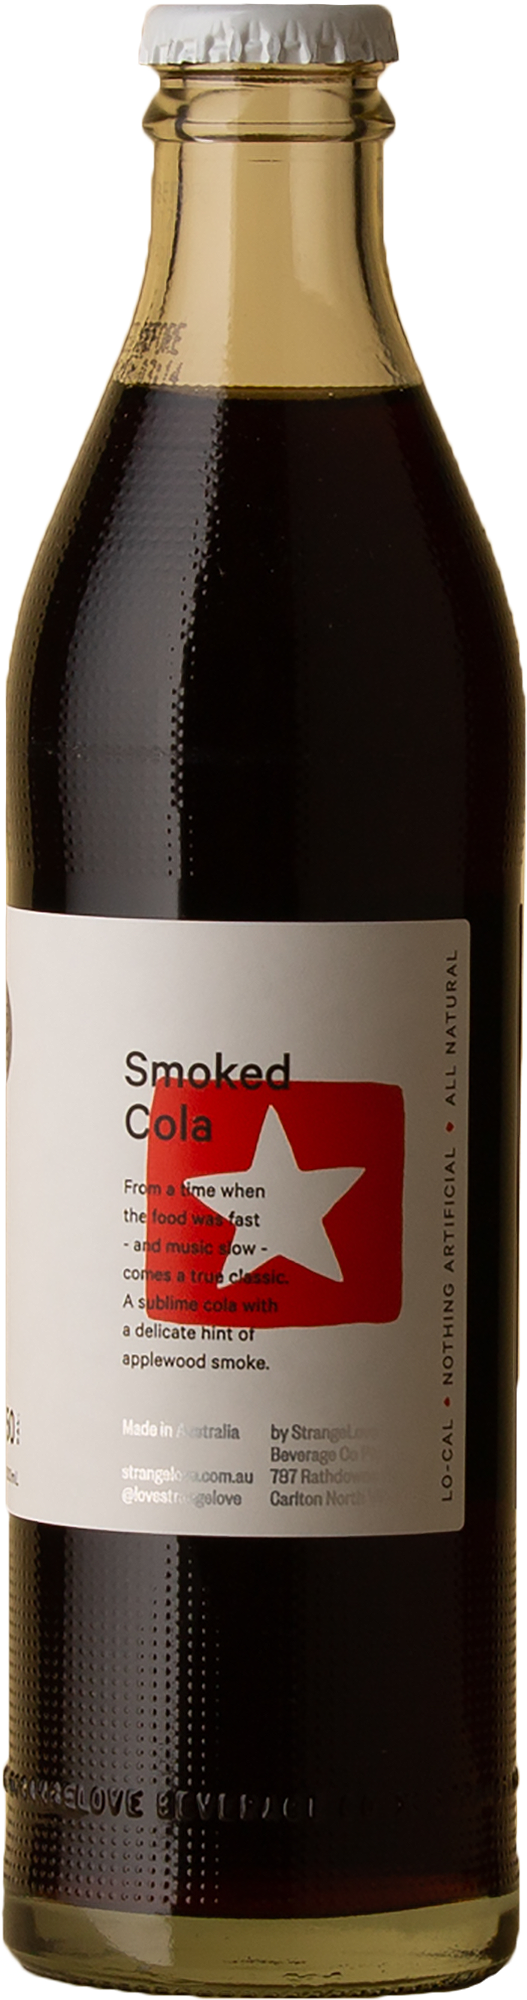 Smoked
Cola
From a time when
the food was fast
- and music slow -
comes a true classic.
A sublime cola with
a delicate hint of
applewood smoke.
Made in Australia
strangelove.com.au
@lovestrangelove
by StrangeLove
Beverage Co
787
Carlton North
LO-CAL • NOTHING ARTIFICIAL • ALL NATURAL